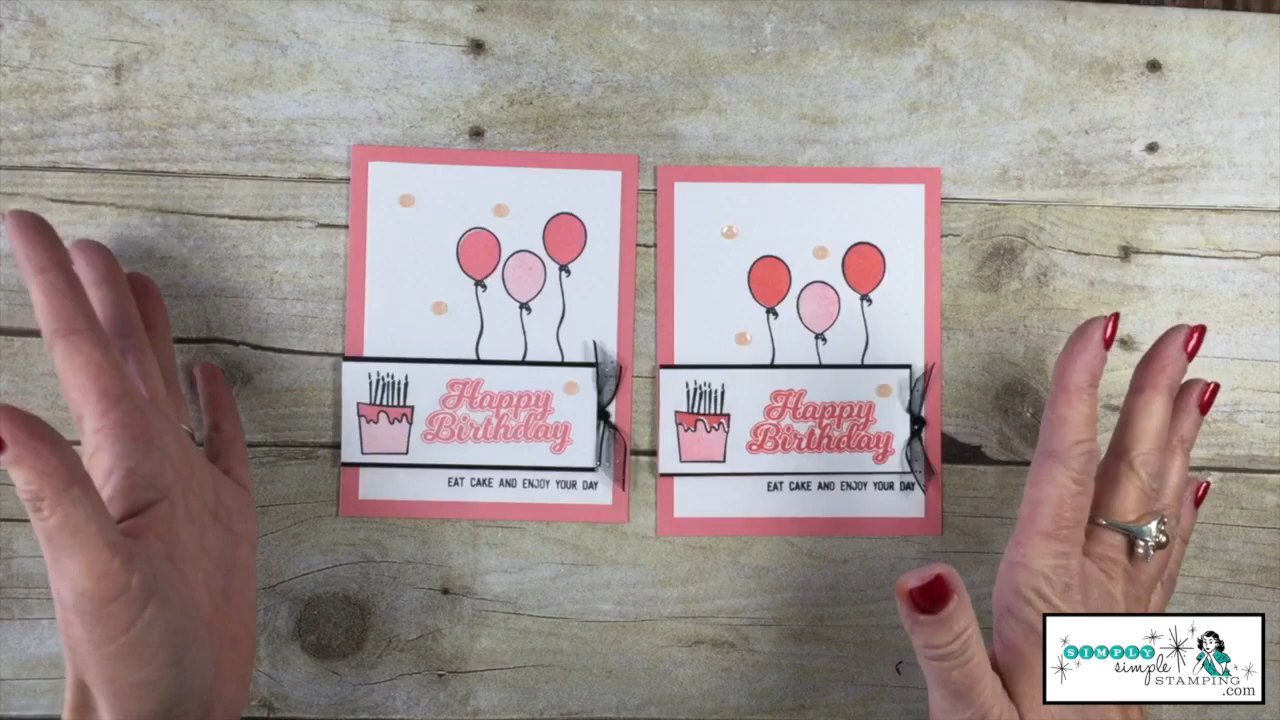 Happy
Birthday
EAT CAKE AND ENJOY YOUR DAY
Happy
Birthday
EAT CAKE AND ENJOY YOUR DAY
SIMPLY
simple
STAMPING
.com